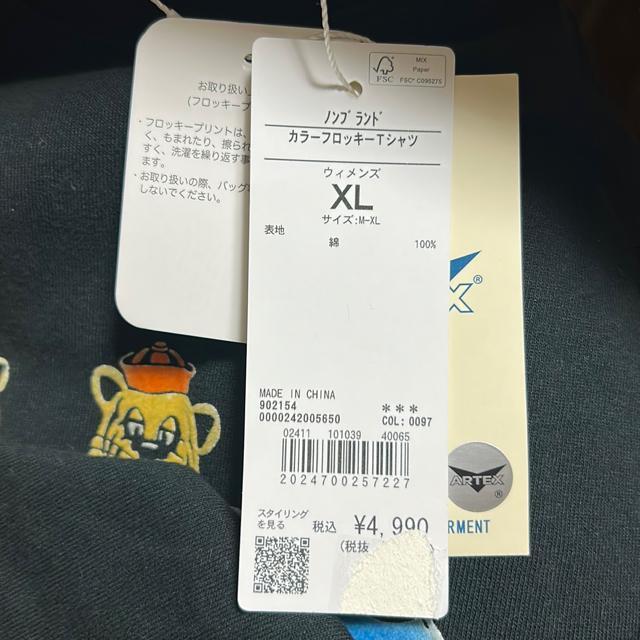 お取り扱い
(フロッキープ
・フロッキープリントは、
く、もまれたり、擦られ
すく、洗濯を繰り返す事
ます。
・お取り扱いの際、バッグ
しないでください。
FSC
MIX
Paper
FSC® C095275
ﾉﾝﾌﾞﾗﾝﾄﾞ
カラーフロッキーTシャツ
ウィメンズ
XL
サイズ:M-XL
表地 綿 100%
MADE IN CHINA
902154 ***
0000242005650 COL: 0097
02411 101039 40065
2024700257227
スタイリング
を見る
税込 ¥4,990
(税抜
X®
ARTEX
®
RMENT